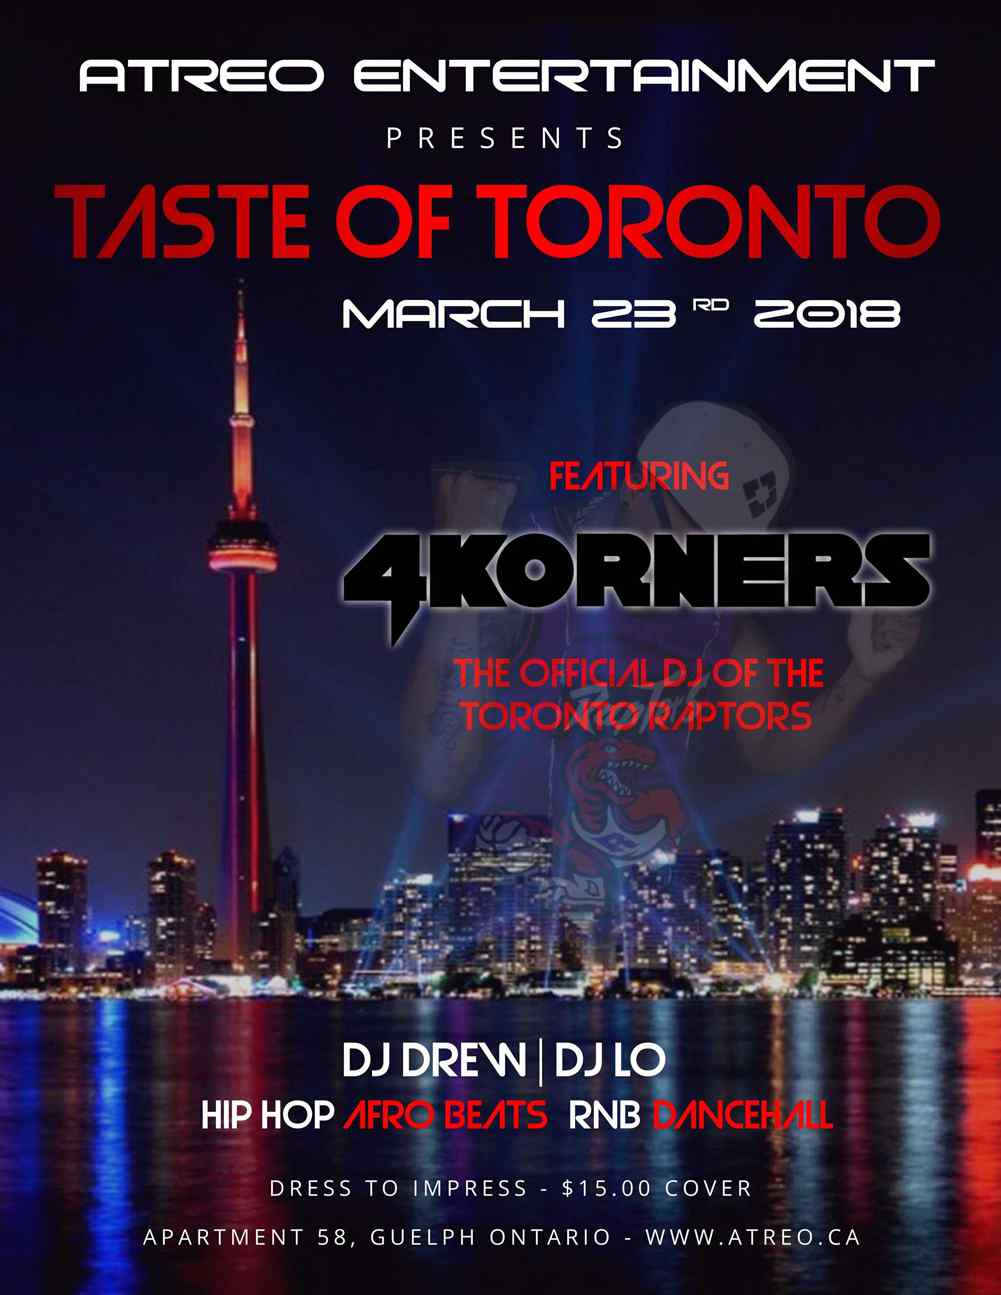 ATREO ENTERTAINMENT
PRESENTS
TASTE OF TORONTO
MARCH 23RD 2018
FEATURING
4KORNERS
THE OFFICIAL DJ OF THE
TORONTO RAPTORS
DJ DREW | DJ LO
HIP HOP AFRO BEATS RNB DANCEHALL
DRESS TO IMPRESS - $15.00 COVER
APARTMENT 58, GUELPH ONTARIO - WWW.ATREO.CA